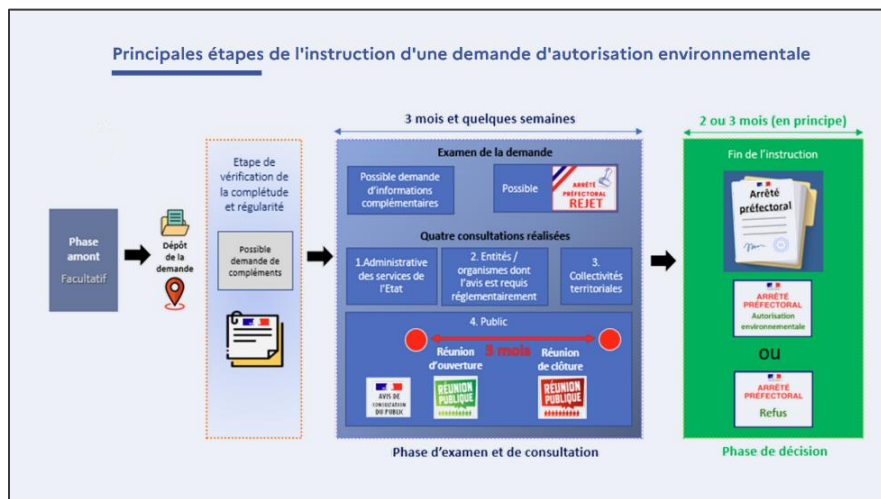 Principales étapes de l'instruction d'une demande d'autorisation environnementale
3 mois et quelques semaines
2 ou 3 mois (en principe)
Phase
amont
Facultatif
Dépôt
de la
demande
Etape de
vérification de
la complétude
et régularité
Possible
demande de
compléments
Examen de la demande
Possible demande
d'informations
complémentaires
Possible
ARRÊTÉ
PRÉFECTORAL
REJET
Quatre consultations réalisées
1.Administrative
des services de
l'Etat
2. Entités /
organismes dont
l'avis est requis
réglementairement
3.
Collectivités
territoriales
4. Public
3 mois
Réunion
d'ouverture
Réunion
de clôture
AVIS DE
CONSULTATION
DU PUBLIC
RÉUNION
PUBLIQUE
RÉUNION
PUBLIQUE
Phase d'examen et de consultation
Fin de l'instruction
Arrêté
préfectoral
ARRÊTÉ
PRÉFECTORAL
Autorisation
environnementale
ou
ARRÊTÉ
PRÉFECTORAL
Refus
Phase de décision